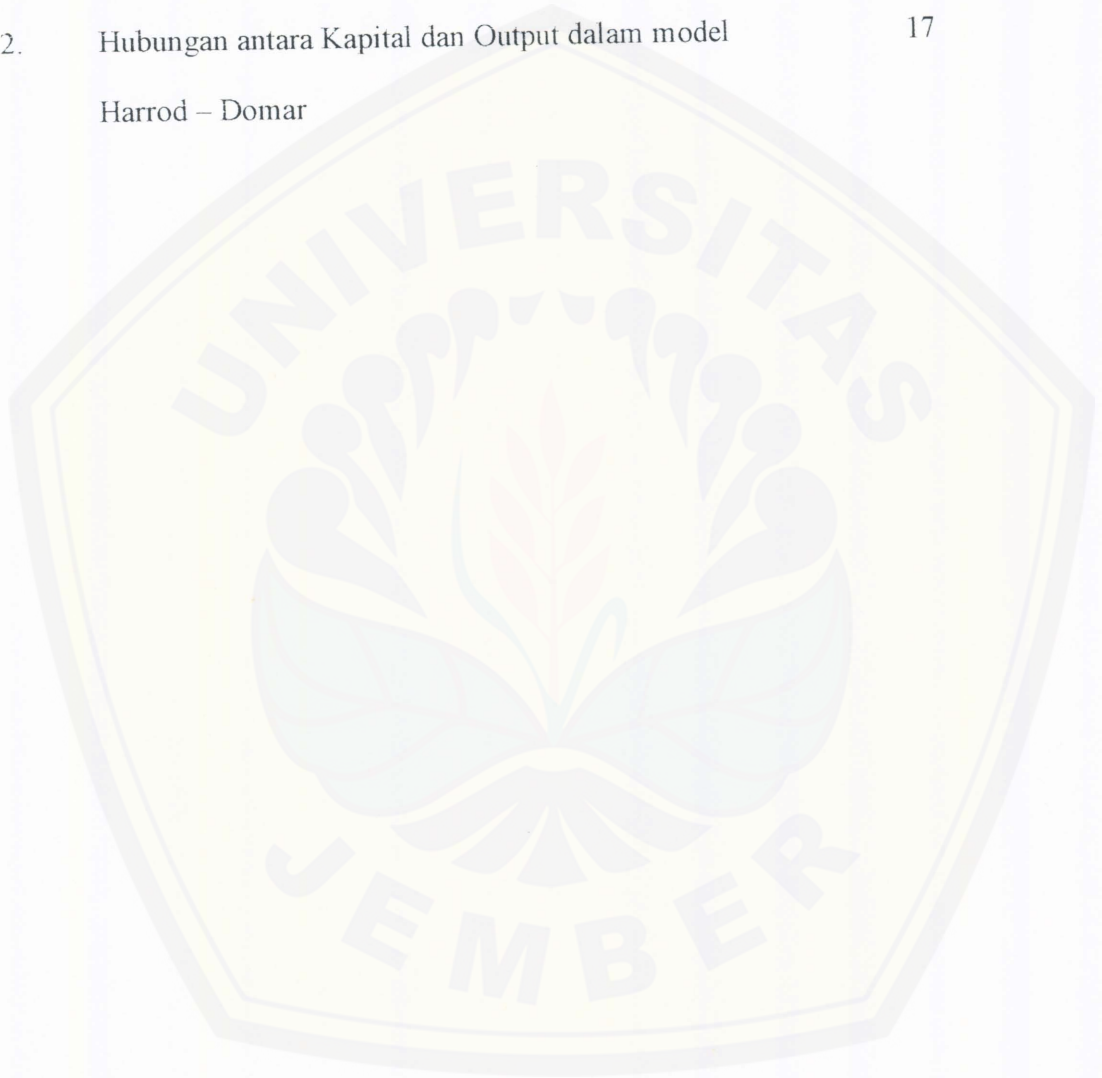 2. Hubungan antara Kapital dan Output dalam model 17
Harrod – Domar
UNIVERSITAS
JEMBER